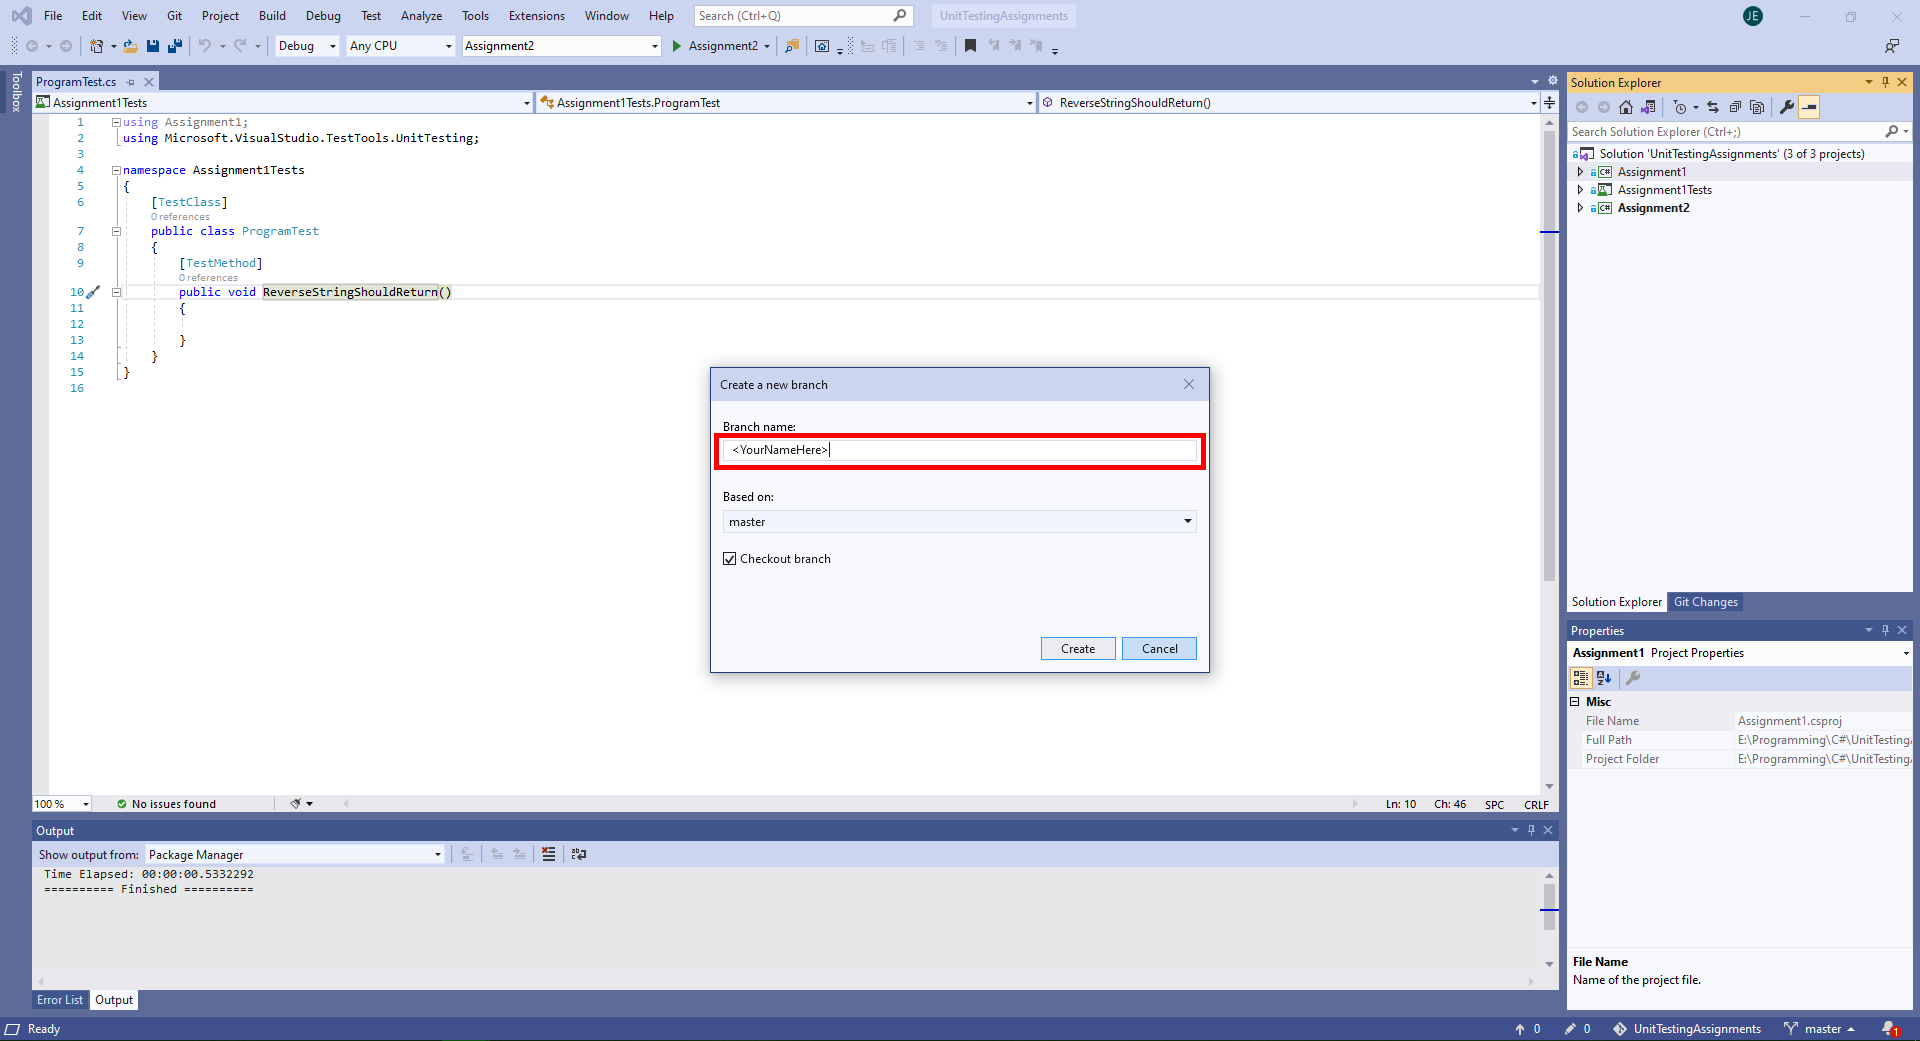 File Edit View Git Project Build Debug Test Analyze Tools Extensions Window Help Search (Ctrl+Q) UnitTestingAssignments JE
Debug Any CPU Assignment2 Assignment2
Toolbox
ProgramTest.cs
Assignment1Tests Assignment1Tests.ProgramTest ReverseStringShouldReturn()
1 using Assignment1;
2 using Microsoft.VisualStudio.TestTools.UnitTesting;
3
4 namespace Assignment1Tests
5 {
6 [TestClass]
0 references
7 public class ProgramTest
8 {
9 [TestMethod]
0 references
10 public void ReverseStringShouldReturn()
11 {
12
13 }
14 }
15 }
16
Create a new branch
Branch name:
<YourNameHere>
Based on:
master
Checkout branch
Create Cancel
100 % No issues found Ln: 10 Ch: 46 SPC CRLF
Output
Show output from: Package Manager
Time Elapsed: 00:00:00.5332292
========== Finished ==========
Error List Output
Solution Explorer
Search Solution Explorer (Ctrl+;)
Solution 'UnitTestingAssignments' (3 of 3 projects)
C# Assignment1
Assignment1Tests
C# Assignment2
Solution Explorer Git Changes
Properties
Assignment1 Project Properties
Misc
File Name Assignment1.csproj
Full Path E:\Programming\C#\UnitTesting
Project Folder E:\Programming\C#\UnitTesting
File Name
Name of the project file.
Ready 0 0 UnitTestingAssignments master 1